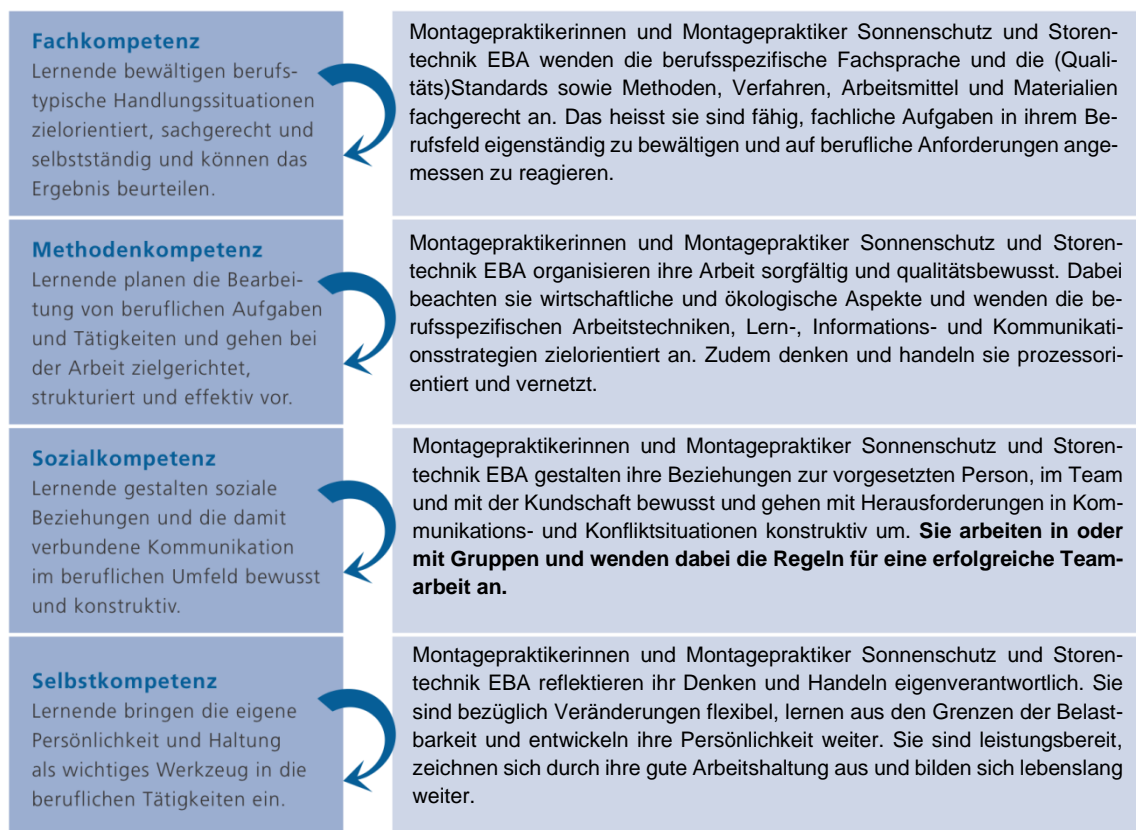 Fachkompetenz
Lernende bewältigen berufs-
typische Handlungssituationen
zielorientiert, sachgerecht und
selbstständig und können das
Ergebnis beurteilen.
Montagepraktikerinnen und Montagepraktiker Sonnenschutz und Storen-
technik EBA wenden die berufsspezifische Fachsprache und die (Quali-
täts)Standards sowie Methoden, Verfahren, Arbeitsmittel und Materialien
fachgerecht an. Das heisst sie sind fähig, fachliche Aufgaben in ihrem Be-
rufsfeld eigenständig zu bewältigen und auf berufliche Anforderungen ange-
messen zu reagieren.
Methodenkompetenz
Lernende planen die Bearbei-
tung von beruflichen Aufgaben
und Tätigkeiten und gehen bei
der Arbeit zielgerichtet,
strukturiert und effektiv vor.
Montagepraktikerinnen und Montagepraktiker Sonnenschutz und Storen-
technik EBA organisieren ihre Arbeit sorgfältig und qualitätsbewusst. Dabei
beachten sie wirtschaftliche und ökologische Aspekte und wenden die be-
rufsspezifischen Arbeitstechniken, Lern-, Informations- und Kommunikati-
onsstrategien zielorientiert an. Zudem denken und handeln sie prozessori-
entiert und vernetzt.
Sozialkompetenz
Lernende gestalten soziale
Beziehungen und die damit
verbundene Kommunikation
im beruflichen Umfeld bewusst
und konstruktiv.
Montagepraktikerinnen und Montagepraktiker Sonnenschutz und Storen-
technik EBA gestalten ihre Beziehungen zur vorgesetzten Person, im Team
und mit der Kundschaft bewusst und gehen mit Herausforderungen in Kom-
munikations- und Konfliktsituationen konstruktiv um. Sie arbeiten in oder
mit Gruppen und wenden dabei die Regeln für eine erfolgreiche Team-
arbeit an.
Selbstkompetenz
Lernende bringen die eigene
Persönlichkeit und Haltung
als wichtiges Werkzeug in die
beruflichen Tätigkeiten ein.
Montagepraktikerinnen und Montagepraktiker Sonnenschutz und Storen-
technik EBA reflektieren ihr Denken und Handeln eigenverantwortlich. Sie
sind bezüglich Veränderungen flexibel, lernen aus den Grenzen der Belast-
barkeit und entwickeln ihre Persönlichkeit weiter. Sie sind leistungsbereit,
zeichnen sich durch ihre gute Arbeitshaltung aus und bilden sich lebenslang
weiter.